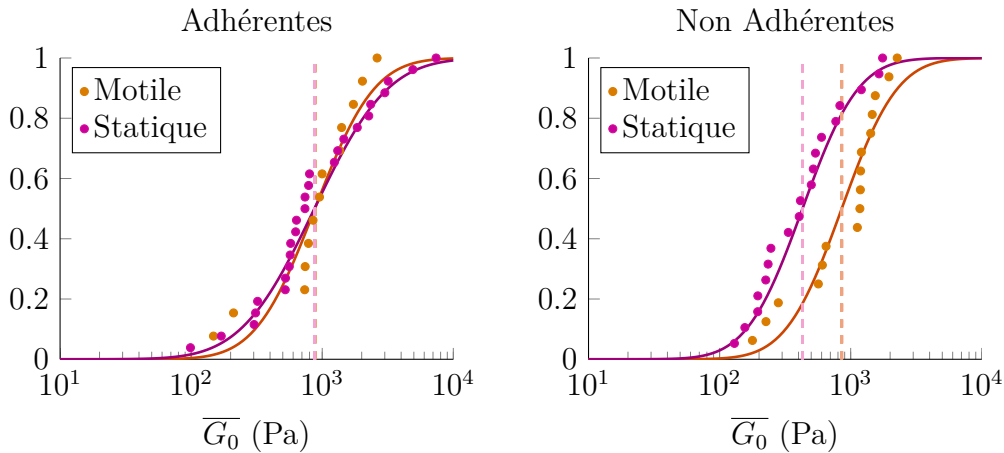 Adhérentes
1
0.8
0.6
0.4
0.2
0
Motile
Statique
10^1 10^2 10^3 10^4
\overline{G_0} (Pa)
Non Adhérentes
1
0.8
0.6
0.4
0.2
0
Motile
Statique
10^1 10^2 10^3 10^4
\overline{G_0} (Pa)